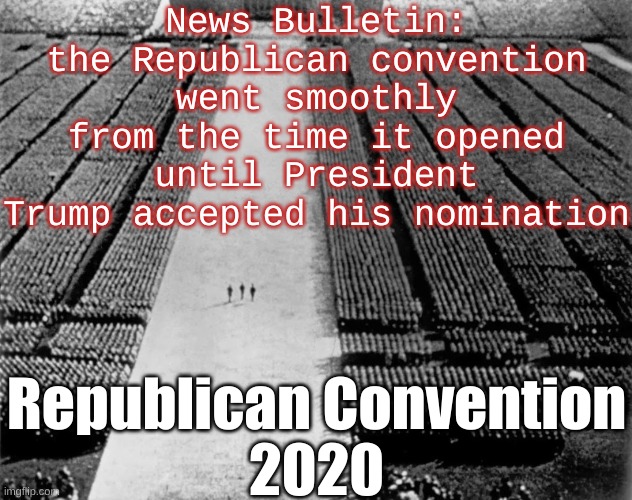 News Bulletin:
the Republican convention
went smoothly
from the time it opened
until President
Trump accepted his nomination
Republican Convention
2020
imgflip.com